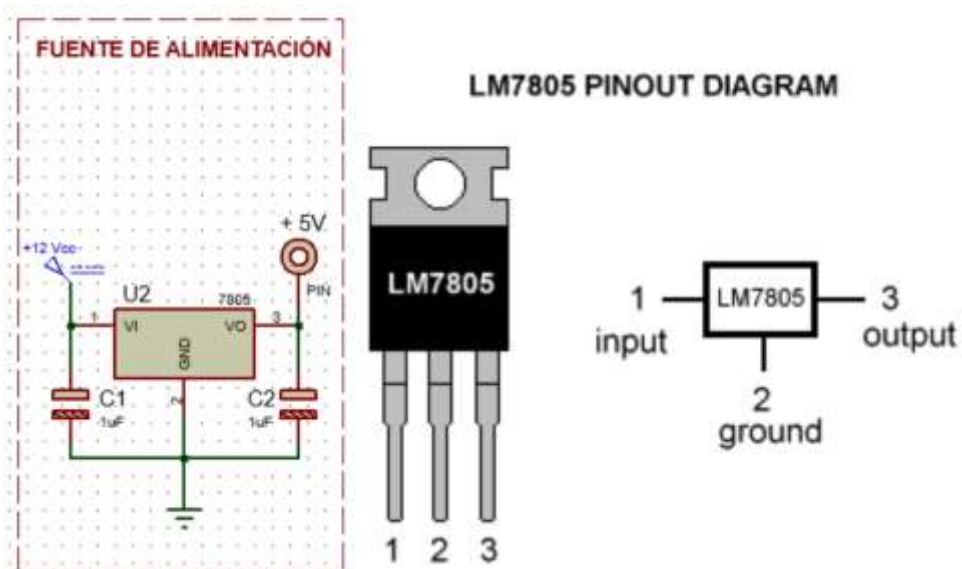 FUENTE DE ALIMENTACIÓN
LM7805 PINOUT DIAGRAM
+ 5V
+12 Vcc
PIN
U2
7805
1
VI
VO
3
GND
2
C1
1uF
C2
1uF
LM7805
1 2 3
1
input
LM7805
3
output
2
ground